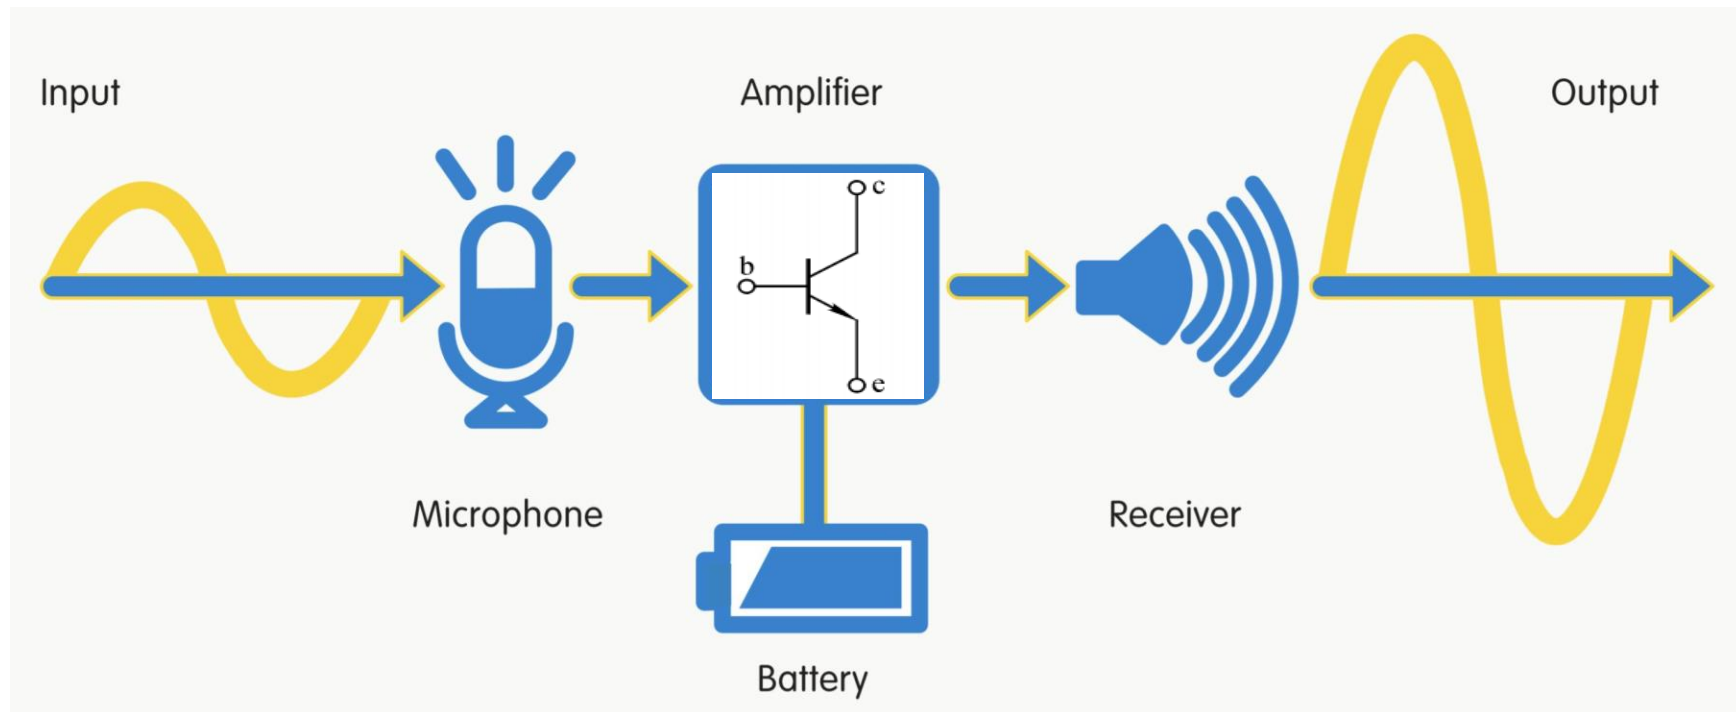 Input
Amplifier
Output
c
b
e
Microphone
Receiver
Battery